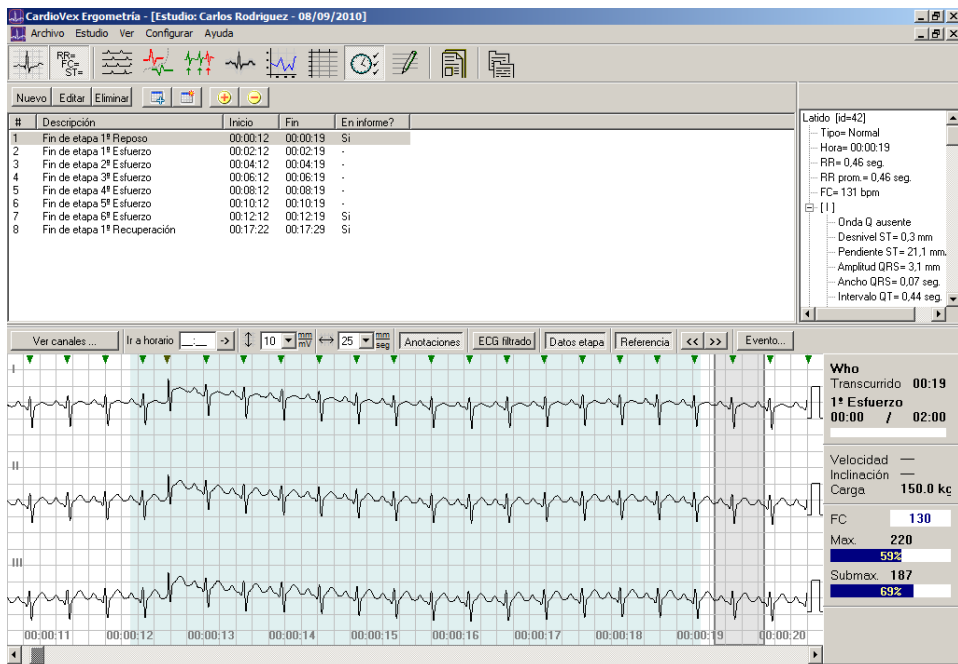 CardioVex Ergometría - [Estudio: Carlos Rodriguez - 08/09/2010]
Archivo Estudio Ver Configurar Ayuda
RR=
FC=
ST=
Nuevo Editar Eliminar
# Descripción Inicio Fin En informe?
1 Fin de etapa 1º Reposo 00:00:12 00:00:19 Si
2 Fin de etapa 1º Esfuerzo 00:02:12 00:02:19 -
3 Fin de etapa 2º Esfuerzo 00:04:12 00:04:19 -
4 Fin de etapa 3º Esfuerzo 00:06:12 00:06:19 -
5 Fin de etapa 4º Esfuerzo 00:08:12 00:08:19 -
6 Fin de etapa 5º Esfuerzo 00:10:12 00:10:19 -
7 Fin de etapa 6º Esfuerzo 00:12:12 00:12:19 Si
8 Fin de etapa 1º Recuperación 00:17:22 00:17:29 Si
Latido [id=42]
Tipo= Normal
Hora= 00:00:19
RR= 0,46 seg.
RR prom.= 0,46 seg.
FC= 131 bpm
[ I ]
Onda Q ausente
Desnivel ST= 0,3 mm
Pendiente ST= 21,1 mm.
Amplitud QRS= 3,1 mm
Ancho QRS= 0,07 seg.
Intervalo QT= 0,44 seg.
Ver canales ... Ir a horario __:__ -> 10 mm/mV 25 mm/seg Anotaciones ECG filtrado Datos etapa Referencia << >> Evento...
I
II
III
00:00:11 00:00:12 00:00:13 00:00:14 00:00:15 00:00:16 00:00:17 00:00:18 00:00:19 00:00:20
Who
Transcurrido 00:19
1º Esfuerzo
00:00 / 02:00
Velocidad —
Inclinación —
Carga 150.0 kg
FC 130
Max. 220
59%
Submax. 187
69%